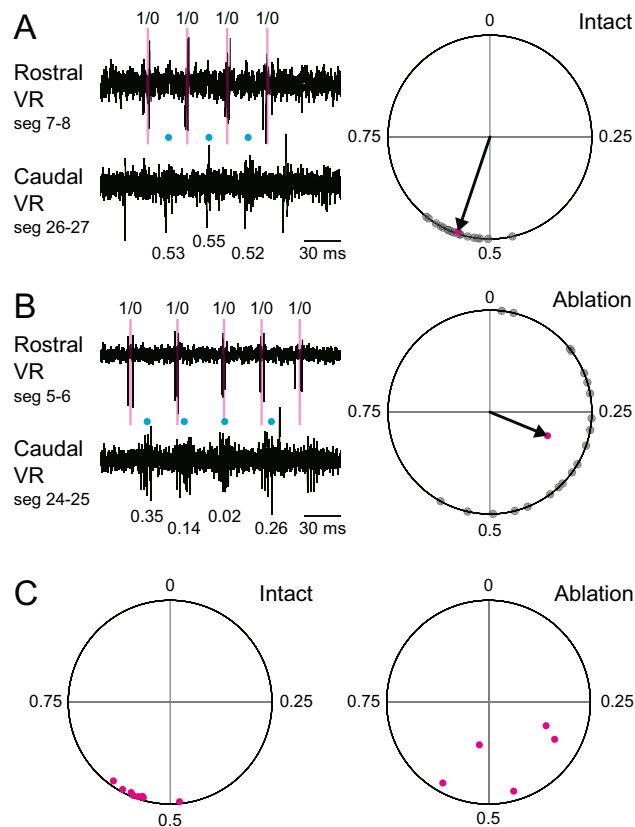 A
1/0 1/0 1/0 1/0
Rostral
VR
seg 7-8
Caudal
VR
seg 26-27
0.53
0.55
0.52
30 ms
0
Intact
0.75
0.25
0.5
B
1/0 1/0 1/0 1/0 1/0
Rostral
VR
seg 5-6
Caudal
VR
seg 24-25
0.35
0.14
0.02
0.26
30 ms
0
Ablation
0.75
0.25
0.5
C
0
Intact
0.75
0.25
0.5
0
Ablation
0.75
0.25
0.5